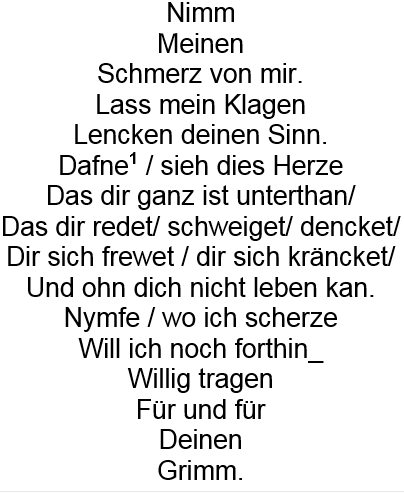 Nimm
Meinen
Schmerz von mir.
Lass mein Klagen
Lencken deinen Sinn.
Dafne¹ / sieh dies Herze
Das dir ganz ist unterthan/
Das dir redet/ schweiget/ dencket/
Dir sich frewet / dir sich kräncket/
Und ohn dich nicht leben kan.
Nymfe / wo ich scherze
Will ich noch forthin_
Willig tragen
Für und für
Deinen
Grimm.